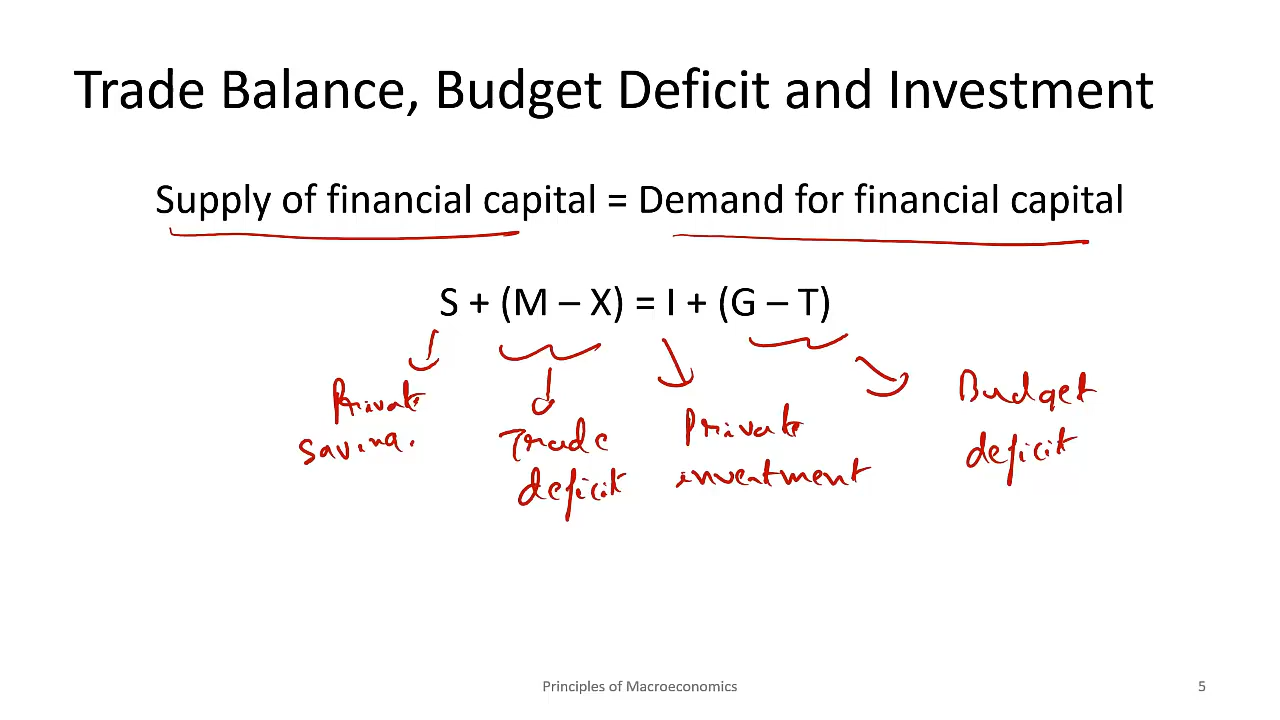 Trade Balance, Budget Deficit and Investment
Supply of financial capital = Demand for financial capital
S + (M – X) = I + (G – T)
Private
saving.
Trade
deficit
Private
investment
Budget
deficit
Principles of Macroeconomics
5